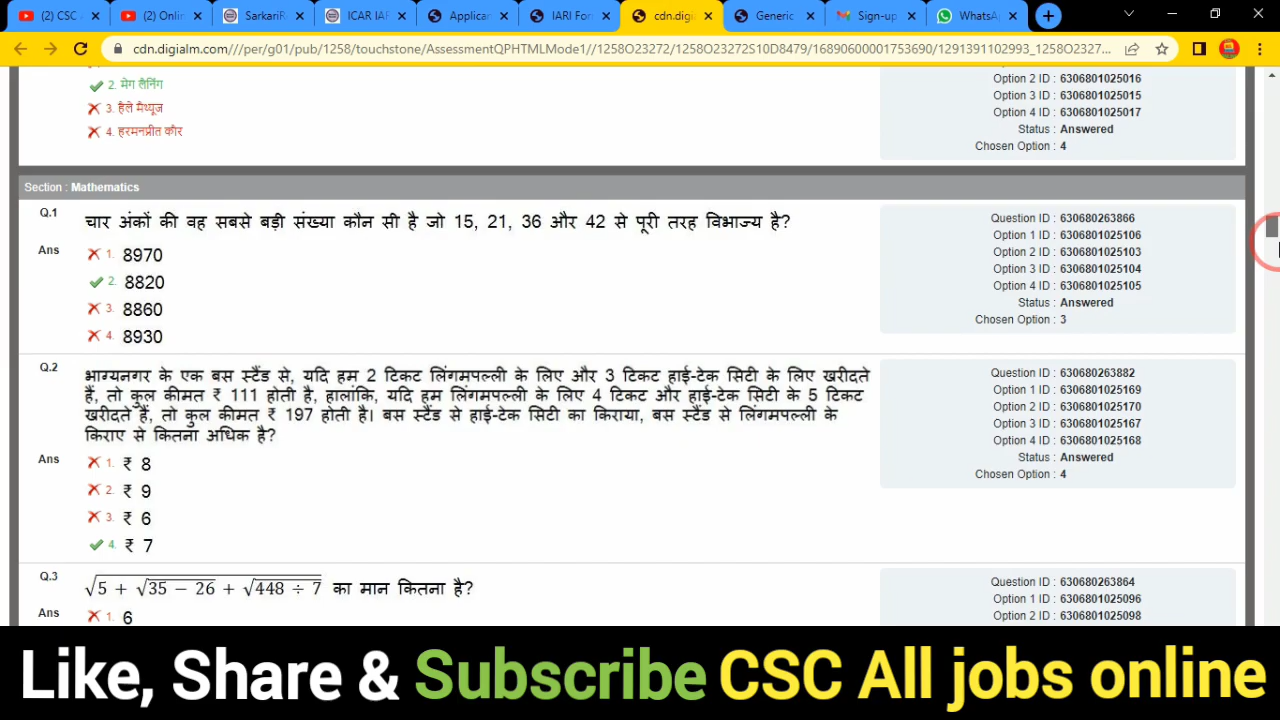 (2) CSC
(2) Onlin
SarkariRe
ICAR IAR
Applican
IARI For
cdn.digi
Generic
Sign-up
WhatsA
cdn.digialm.com///per/g01/pub/1258/touchstone/AssessmentQPHTMLMode1//1258O23272/1258O23272S10D8479/16890600001753690/1291391102993_1258O2327...
2. मेग लैनिंग
3. हैले मैथ्यूज
4. हरमनप्रीत कौर
Option 2 ID : 6306801025016
Option 3 ID : 6306801025015
Option 4 ID : 6306801025017
Status : Answered
Chosen Option : 4
Section : Mathematics
Q.1 चार अंकों की वह सबसे बड़ी संख्या कौन सी है जो 15, 21, 36 और 42 से पूरी तरह विभाज्य है?
Ans 1. 8970
2. 8820
3. 8860
4. 8930
Question ID : 630680263866
Option 1 ID : 6306801025106
Option 2 ID : 6306801025103
Option 3 ID : 6306801025104
Option 4 ID : 6306801025105
Status : Answered
Chosen Option : 3
Q.2 भाग्यनगर के एक बस स्टैंड से, यदि हम 2 टिकट लिंगमपल्ली के लिए और 3 टिकट हाई-टेक सिटी के लिए खरीदते
हैं, तो कुल कीमत ₹ 111 होती है, हालांकि, यदि हम लिंगमपल्ली के लिए 4 टिकट और हाई-टेक सिटी के 5 टिकट
खरीदते हैं, तो कुल कीमत ₹ 197 होती है। बस स्टैंड से हाई-टेक सिटी का किराया, बस स्टैंड से लिंगमपल्ली के
किराए से कितना अधिक है?
Ans 1. ₹ 8
2. ₹ 9
3. ₹ 6
4. ₹ 7
Question ID : 630680263882
Option 1 ID : 6306801025169
Option 2 ID : 6306801025170
Option 3 ID : 6306801025167
Option 4 ID : 6306801025168
Status : Answered
Chosen Option : 4
Q.3 √5 + √35 − 26 + √448 ÷ 7 का मान कितना है?
Ans 1. 6
Question ID : 630680263864
Option 1 ID : 6306801025096
Option 2 ID : 6306801025098
Like, Share & Subscribe CSC All jobs online